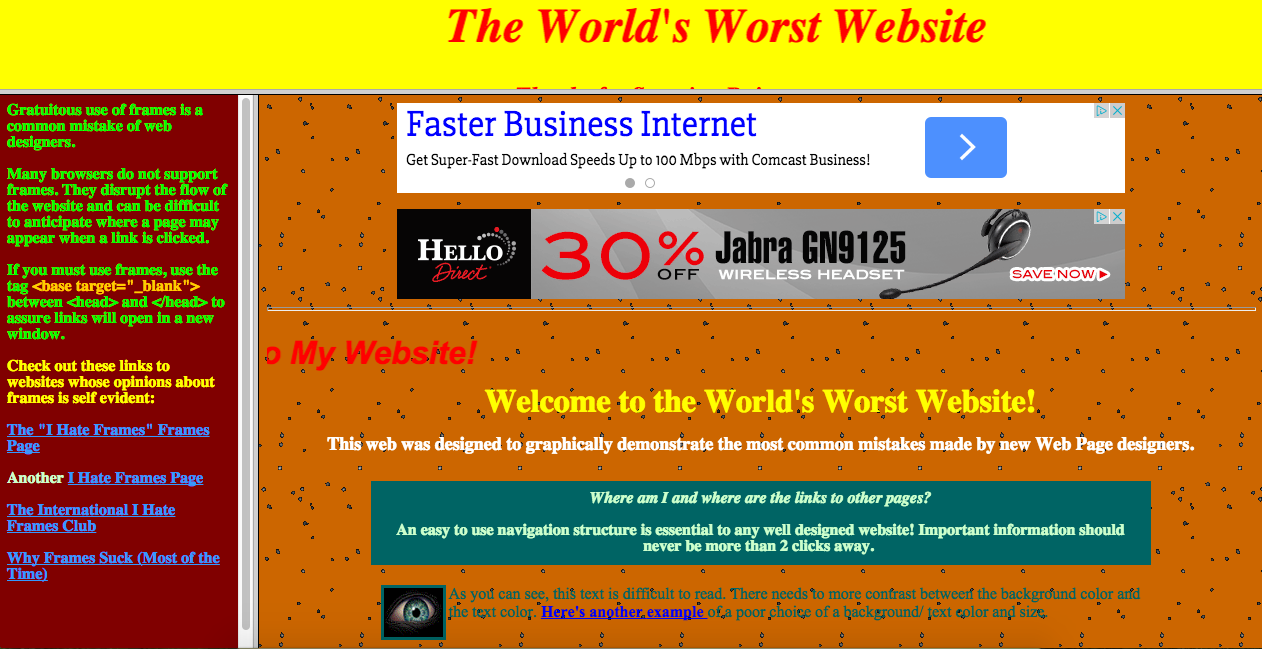 The World's Worst Website
Gratuitous use of frames is a
common mistake of web
designers.
Many browsers do not support
frames. They disrupt the flow of
the website and can be difficult
to anticipate where a page may
appear when a link is clicked.
If you must use frames, use the
tag <base target="_blank">
between <head> and </head> to
assure links will open in a new
window.
Check out these links to
websites whose opinions about
frames is self evident:
The "I Hate Frames" Frames
Page
Another I Hate Frames Page
The International I Hate
Frames Club
Why Frames Suck (Most of the
Time)
Faster Business Internet
Get Super-Fast Download Speeds Up to 100 Mbps with Comcast Business!
HELLO
Direct
30% OFF
Jabra GN9125
WIRELESS HEADSET
SAVE NOW
o My Website!
Welcome to the World's Worst Website!
This web was designed to graphically demonstrate the most common mistakes made by new Web Page designers.
Where am I and where are the links to other pages?
An easy to use navigation structure is essential to any well designed website! Important information should
never be more than 2 clicks away.
As you can see, this text is difficult to read. There needs to more contrast between the background color and
the text color. Here's another example of a poor choice of a background/ text color and size.